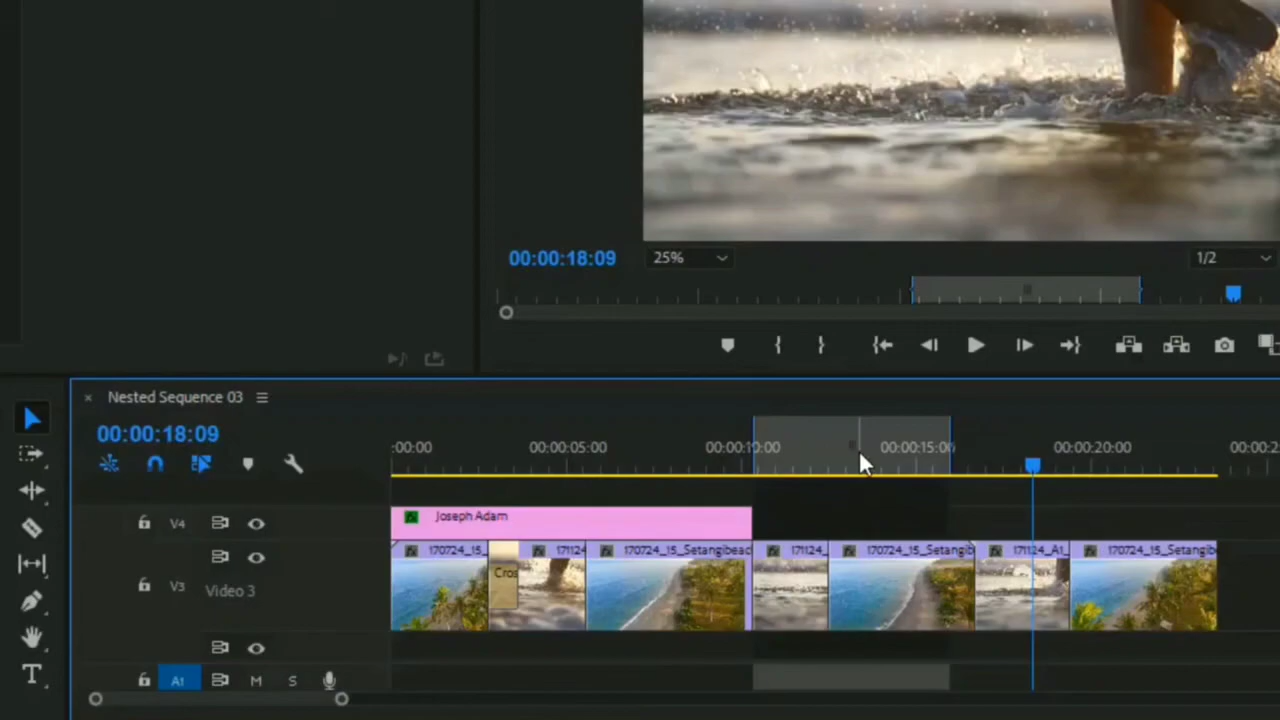 00:00:18:09
25%
1/2
Nested Sequence 03
00:00:18:09
:00:00
00:00:05:00
00:00:10:00
00:00:15:00
00:00:20:00
00:00:2
V4
Joseph Adam
170724_15_
171124
170724_15_Setangibeac
171124_
170724_15_Setangib
171124_A1_
170724_15_Setangib
Cros
V3
Video 3
A1
M
S